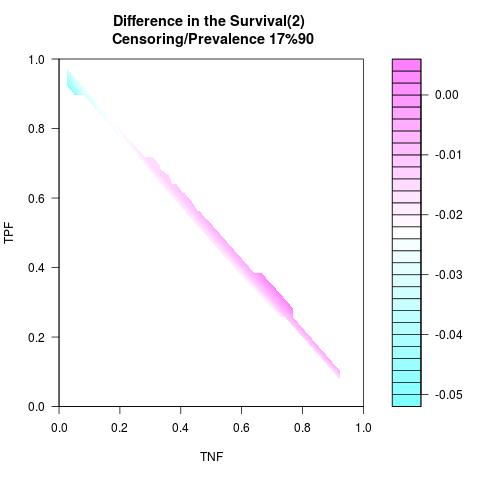 Difference in the Survival(2)
Censoring/Prevalence 17%90
TPF
1.0
0.8
0.6
0.4
0.2
0.0
0.0 0.2 0.4 0.6 0.8 1.0
TNF
0.00
-0.01
-0.02
-0.03
-0.04
-0.05